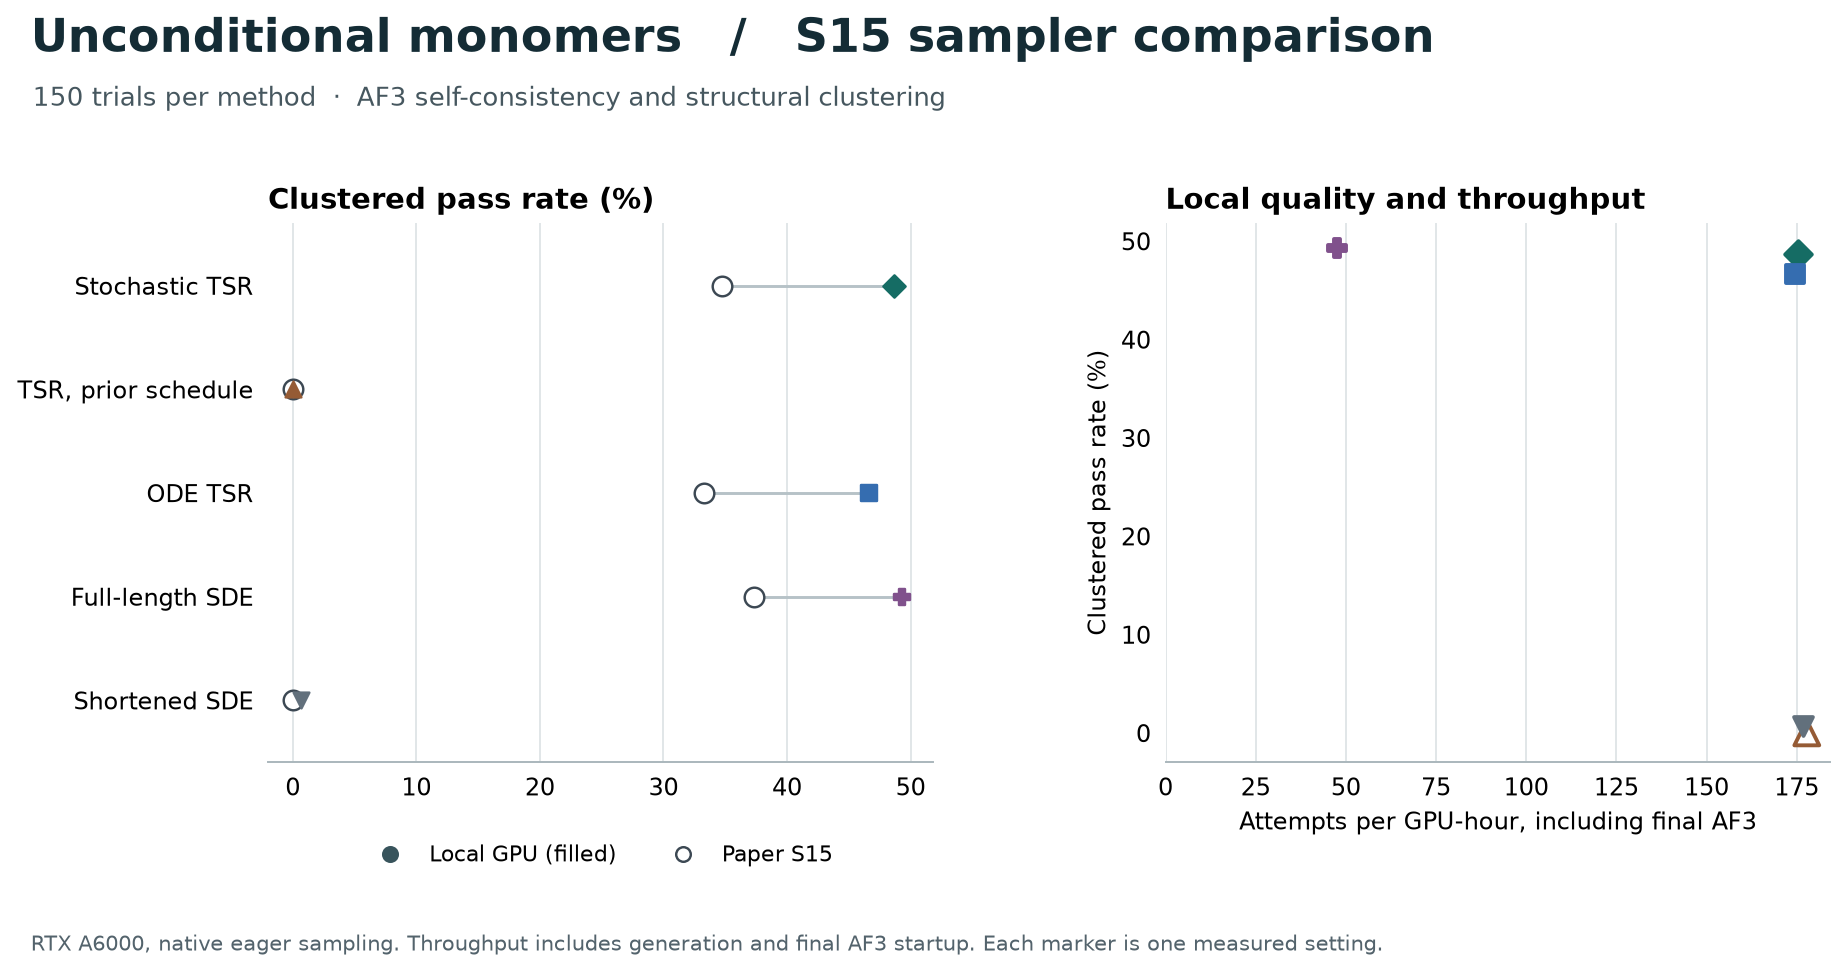 Unconditional monomers / S15 sampler comparison
150 trials per method · AF3 self-consistency and structural clustering
Clustered pass rate (%)
Stochastic TSR
TSR, prior schedule
ODE TSR
Full-length SDE
Shortened SDE
0 10 20 30 40 50
Local GPU (filled) Paper S15
Local quality and throughput
Clustered pass rate (%)
50
40
30
20
10
0
0 25 50 75 100 125 150 175
Attempts per GPU-hour, including final AF3
RTX A6000, native eager sampling. Throughput includes generation and final AF3 startup. Each marker is one measured setting.